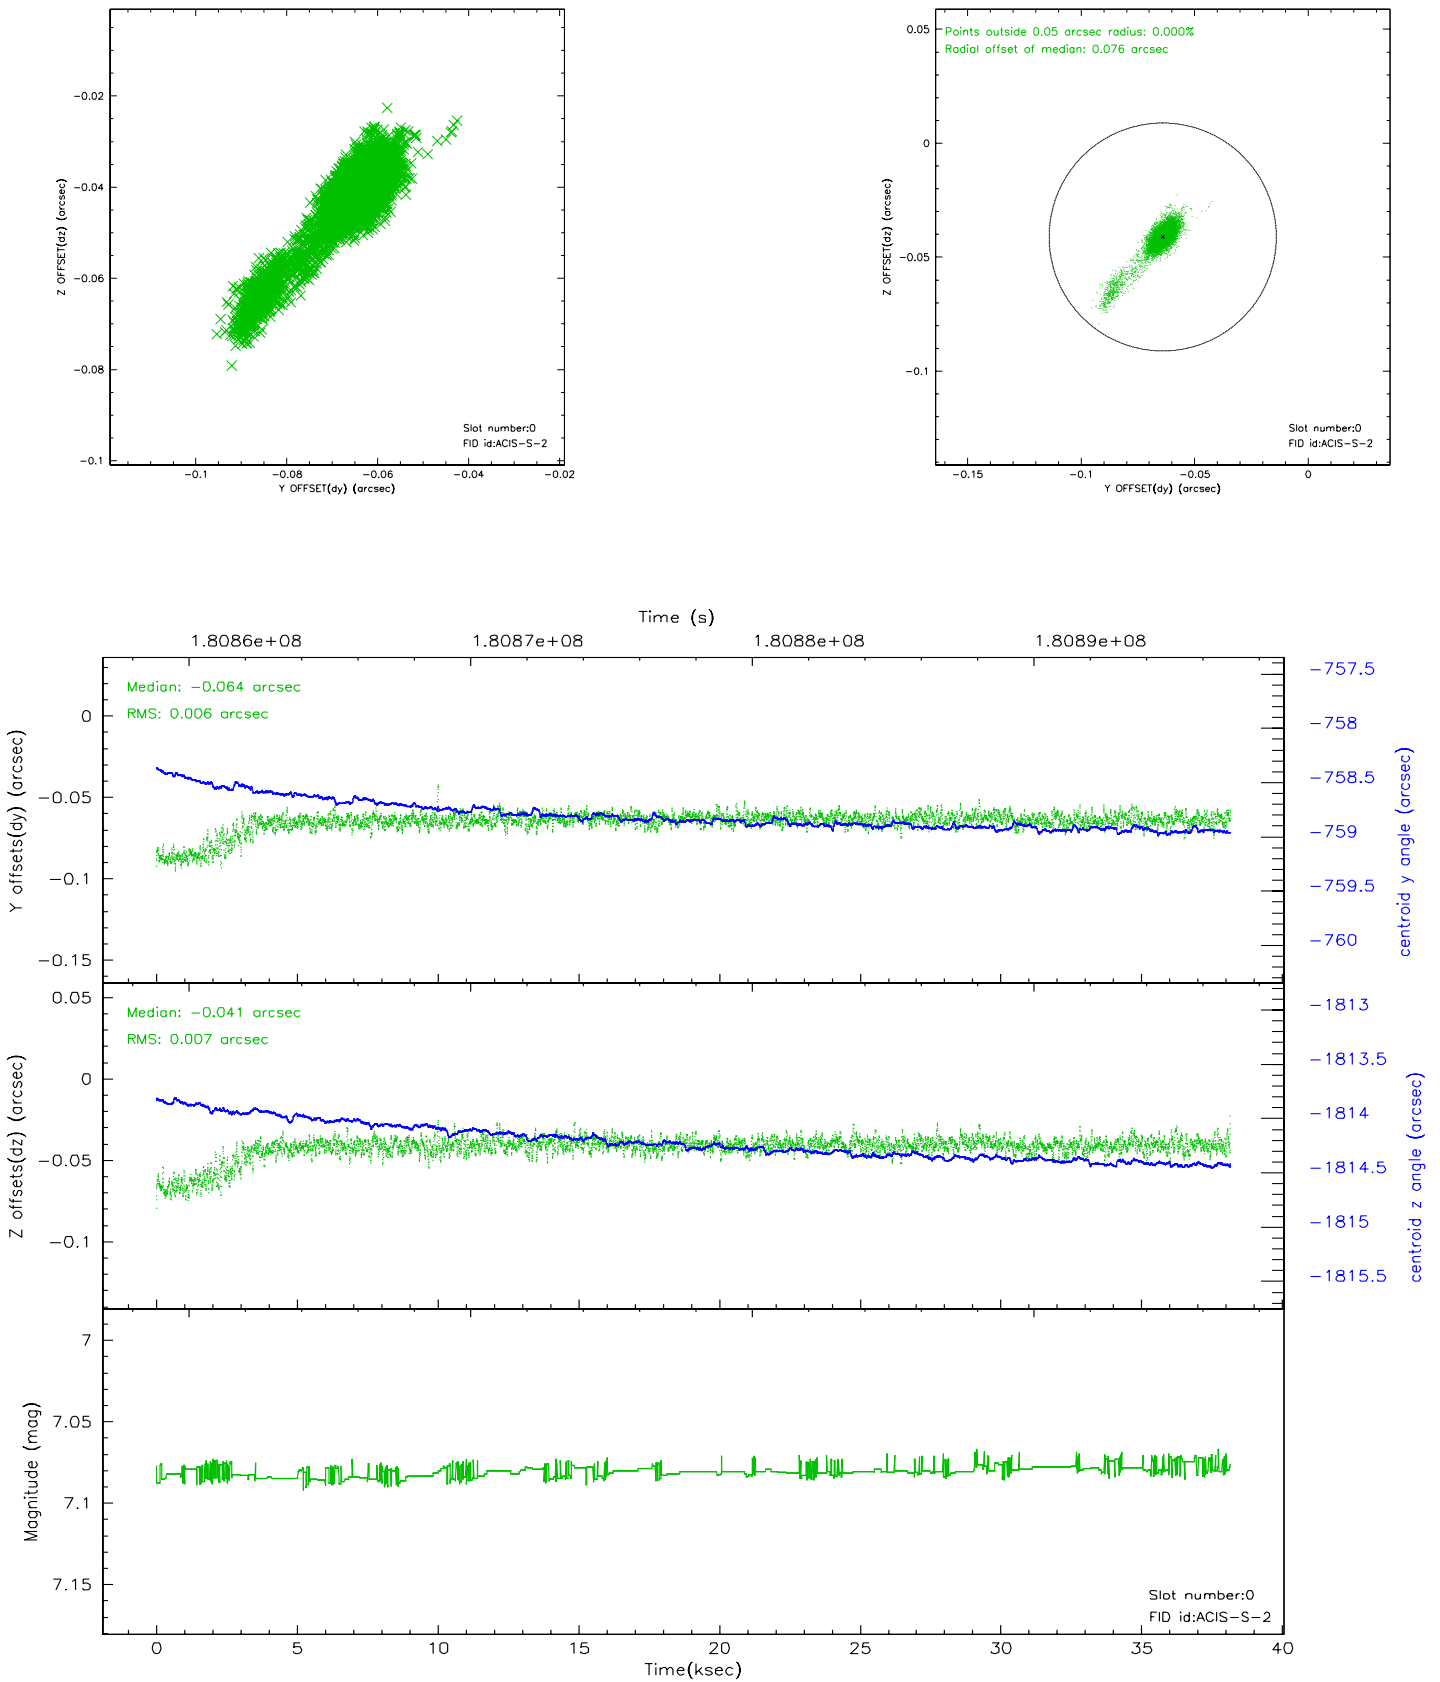 -0.02
-0.04
-0.06
-0.08
-0.1
Z OFFSET(dz) (arcsec)
Slot number:0
FID id:ACIS-S-2
-0.1 -0.08 -0.06 -0.04 -0.02
Y OFFSET(dy) (arcsec)
0.05
0
-0.05
-0.1
Z OFFSET(dz) (arcsec)
Points outside 0.05 arcsec radius: 0.000%
Radial offset of median: 0.076 arcsec
Slot number:0
FID id:ACIS-S-2
-0.15 -0.1 -0.05 0
Y OFFSET(dy) (arcsec)
Time (s)
1.8086e+08 1.8087e+08 1.8088e+08 1.8089e+08
Median: -0.064 arcsec
RMS: 0.006 arcsec
0
-0.05
-0.1
-0.15
Y offsets(dy) (arcsec)
-757.5
-758
-758.5
-759
-759.5
-760
centroid y angle (arcsec)
Median: -0.041 arcsec
RMS: 0.007 arcsec
0.05
0
-0.05
-0.1
Z offsets(dz) (arcsec)
-1813
-1813.5
-1814
-1814.5
-1815
-1815.5
centroid z angle (arcsec)
7
7.05
7.1
7.15
Magnitude (mag)
Slot number:0
FID id:ACIS-S-2
0 5 10 15 20 25 30 35 40
Time(ksec)